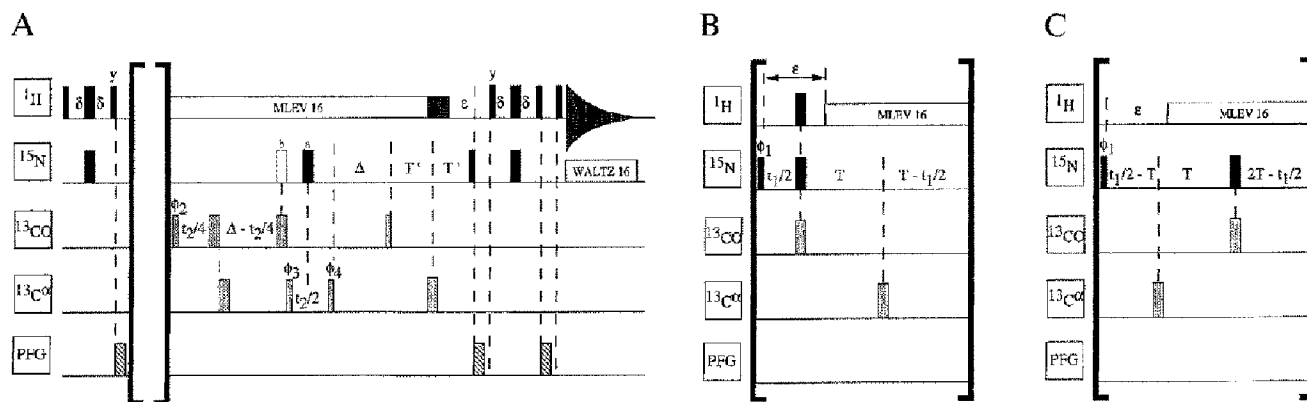 A
B
C
y
y
¹H
δ
δ
MLEV 16
ε
δ
δ
¹⁵N
b
a
Δ
T
T
WALTZ 16
¹³CO
ϕ₂
t₂/4
Δ - t₂/4
¹³Cα
ϕ₃
t₂/2
ϕ₄
PFG
ε
¹H
MLEV 16
¹⁵N
ϕ₁
t₁/2
T
T - t₁/2
¹³CO
¹³Cα
PFG
¹H
ε
MLEV 16
¹⁵N
ϕ₁
t₁/2 - T
T
2T - t₁/2
¹³CO
¹³Cα
PFG